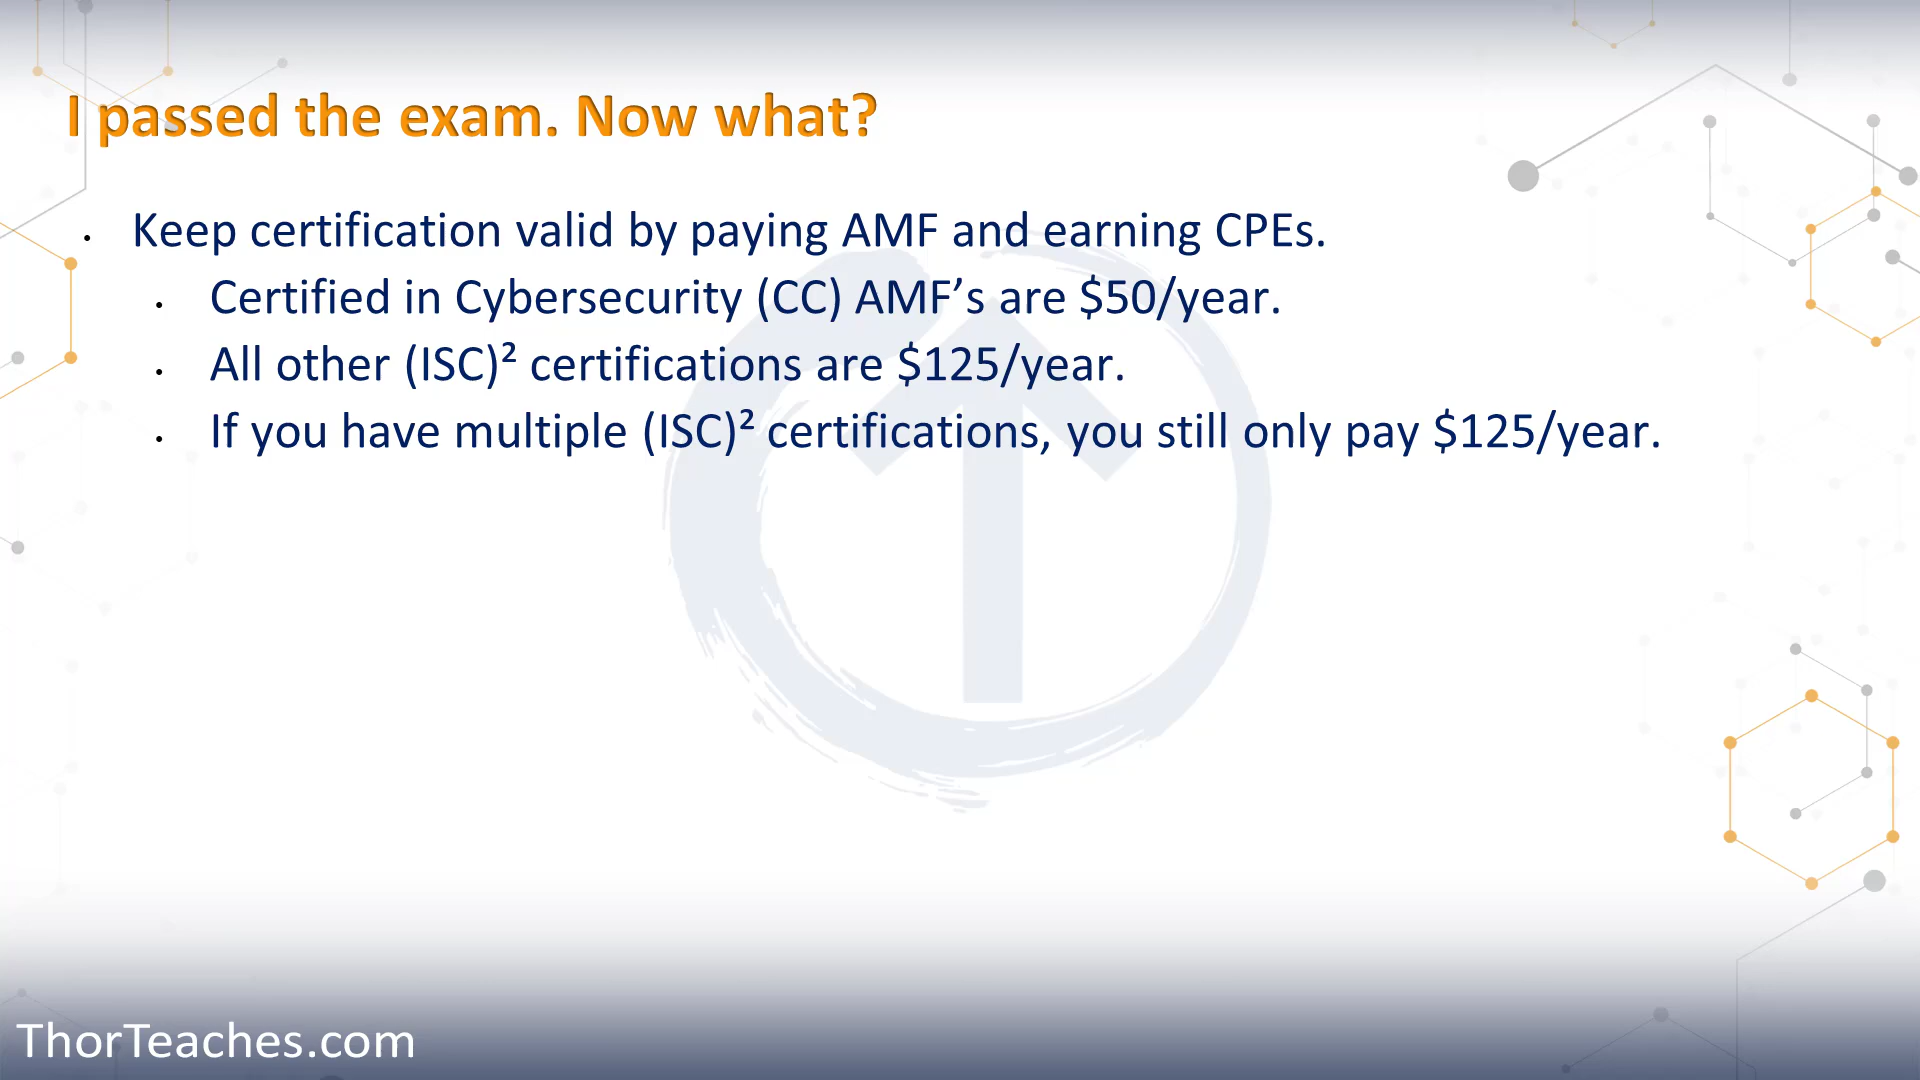 I passed the exam. Now what?
• Keep certification valid by paying AMF and earning CPEs.
• Certified in Cybersecurity (CC) AMF’s are $50/year.
• All other (ISC)² certifications are $125/year.
• If you have multiple (ISC)² certifications, you still only pay $125/year.
ThorTeaches.com